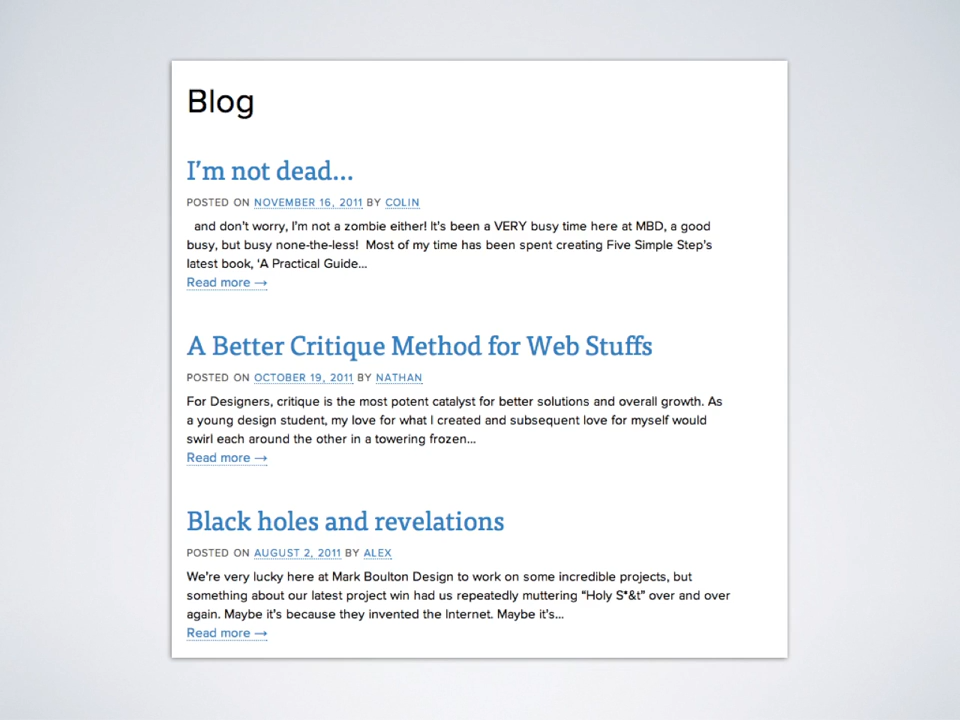 Blog
I’m not dead…
POSTED ON NOVEMBER 16, 2011 BY COLIN
and don’t worry, I’m not a zombie either! It’s been a VERY busy time here at MBD, a good
busy, but busy none-the-less!  Most of my time has been spent creating Five Simple Step’s
latest book, ‘A Practical Guide…
Read more →
A Better Critique Method for Web Stuffs
POSTED ON OCTOBER 19, 2011 BY NATHAN
For Designers, critique is the most potent catalyst for better solutions and overall growth. As
a young design student, my love for what I created and subsequent love for myself would
swirl each around the other in a towering frozen…
Read more →
Black holes and revelations
POSTED ON AUGUST 2, 2011 BY ALEX
We’re very lucky here at Mark Boulton Design to work on some incredible projects, but
something about our latest project win had us repeatedly muttering “Holy S*&t” over and over
again. Maybe it’s because they invented the Internet. Maybe it’s…
Read more →